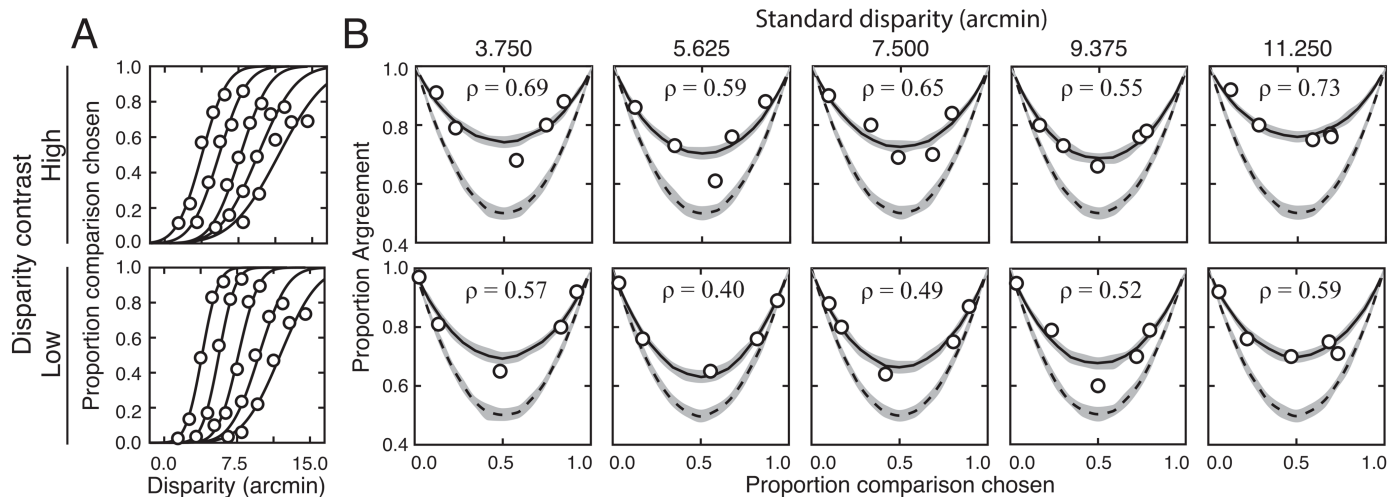 A
B
Standard disparity (arcmin)
3.750 5.625 7.500 9.375 11.250
Disparity contrast
High
Low
Proportion comparison chosen
1.0
0.8
0.6
0.4
0.2
0.0
Proportion Argreement
1.0
0.8
0.6
0.4
ρ = 0.69 ρ = 0.59 ρ = 0.65 ρ = 0.55 ρ = 0.73
0.0 0.5 1.0 0.0 0.5 1.0 0.0 0.5 1.0 0.0 0.5 1.0 0.0 0.5 1.0
Proportion comparison chosen
1.0
0.8
0.6
0.4
0.2
0.0
0.0 7.5 15.0
Disparity (arcmin)
1.0
0.8
0.6
0.4
ρ = 0.57 ρ = 0.40 ρ = 0.49 ρ = 0.52 ρ = 0.59
Proportion comparison chosen